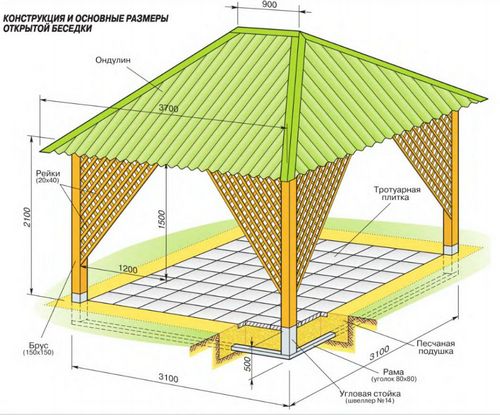 КОНСТРУКЦИЯ И ОСНОВНЫЕ РАЗМЕРЫ
ОТКРЫТОЙ БЕСЕДКИ
900
Ондулин
3700
Рейки
(20х40)
2100
1500
Тротуарная
плитка
1200
Брус
(150х150)
3100
500
3100
Песчаная
подушка
Рама
(уголок 80х80)
Угловая стойка
(швеллер №14)